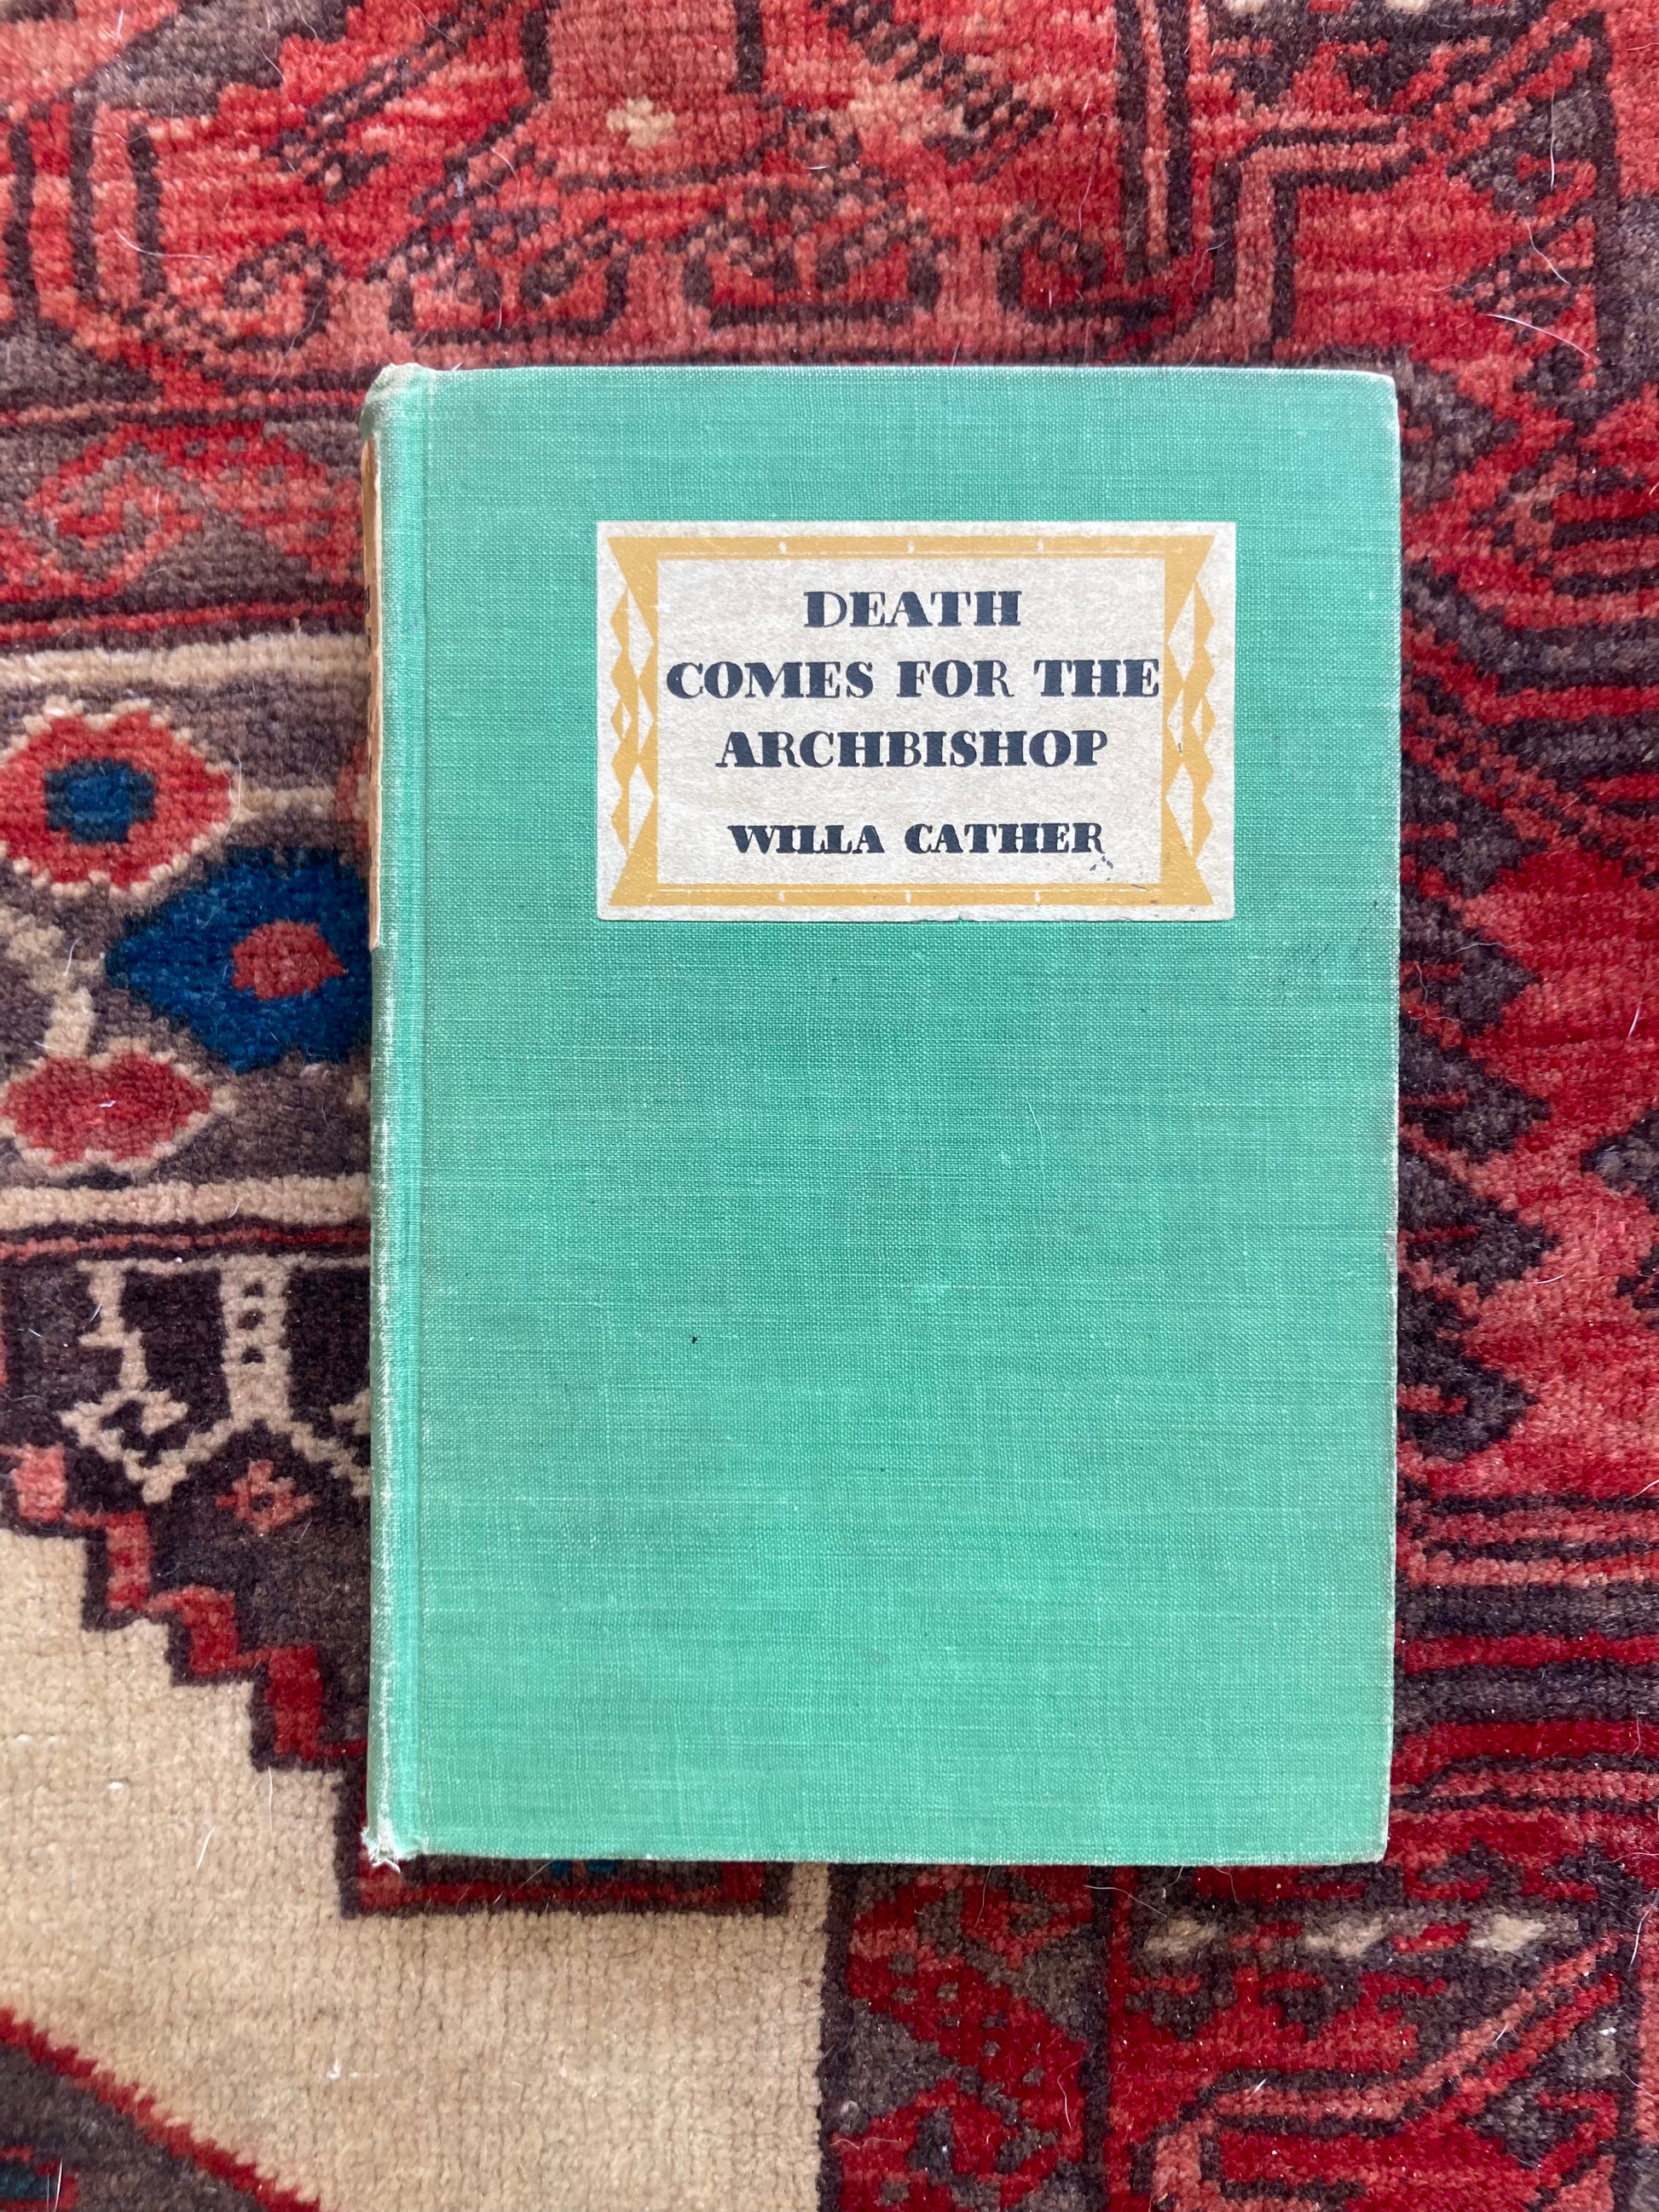 DEATH
COMES FOR THE
ARCHBISHOP
WILLA CATHER